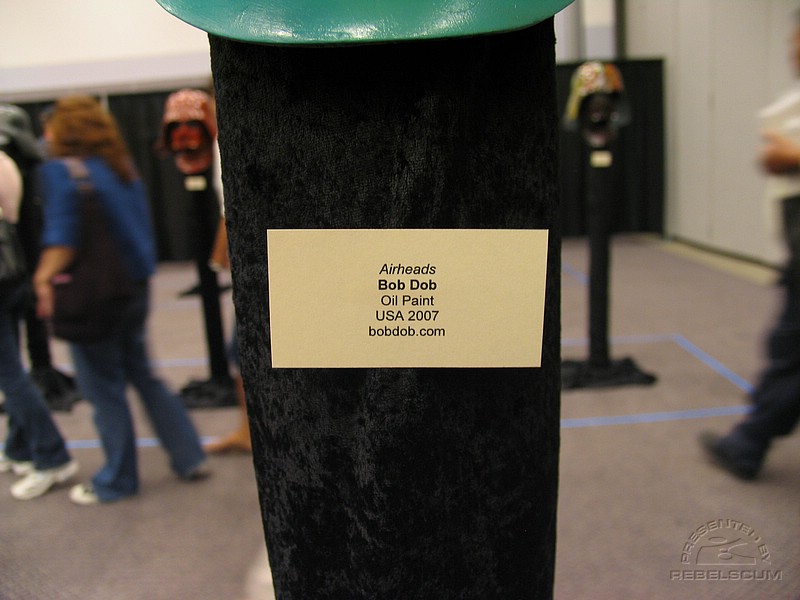 Airheads
Bob Dob
Oil Paint
USA 2007
bobdob.com
PRESENTED BY
REBELSCUM